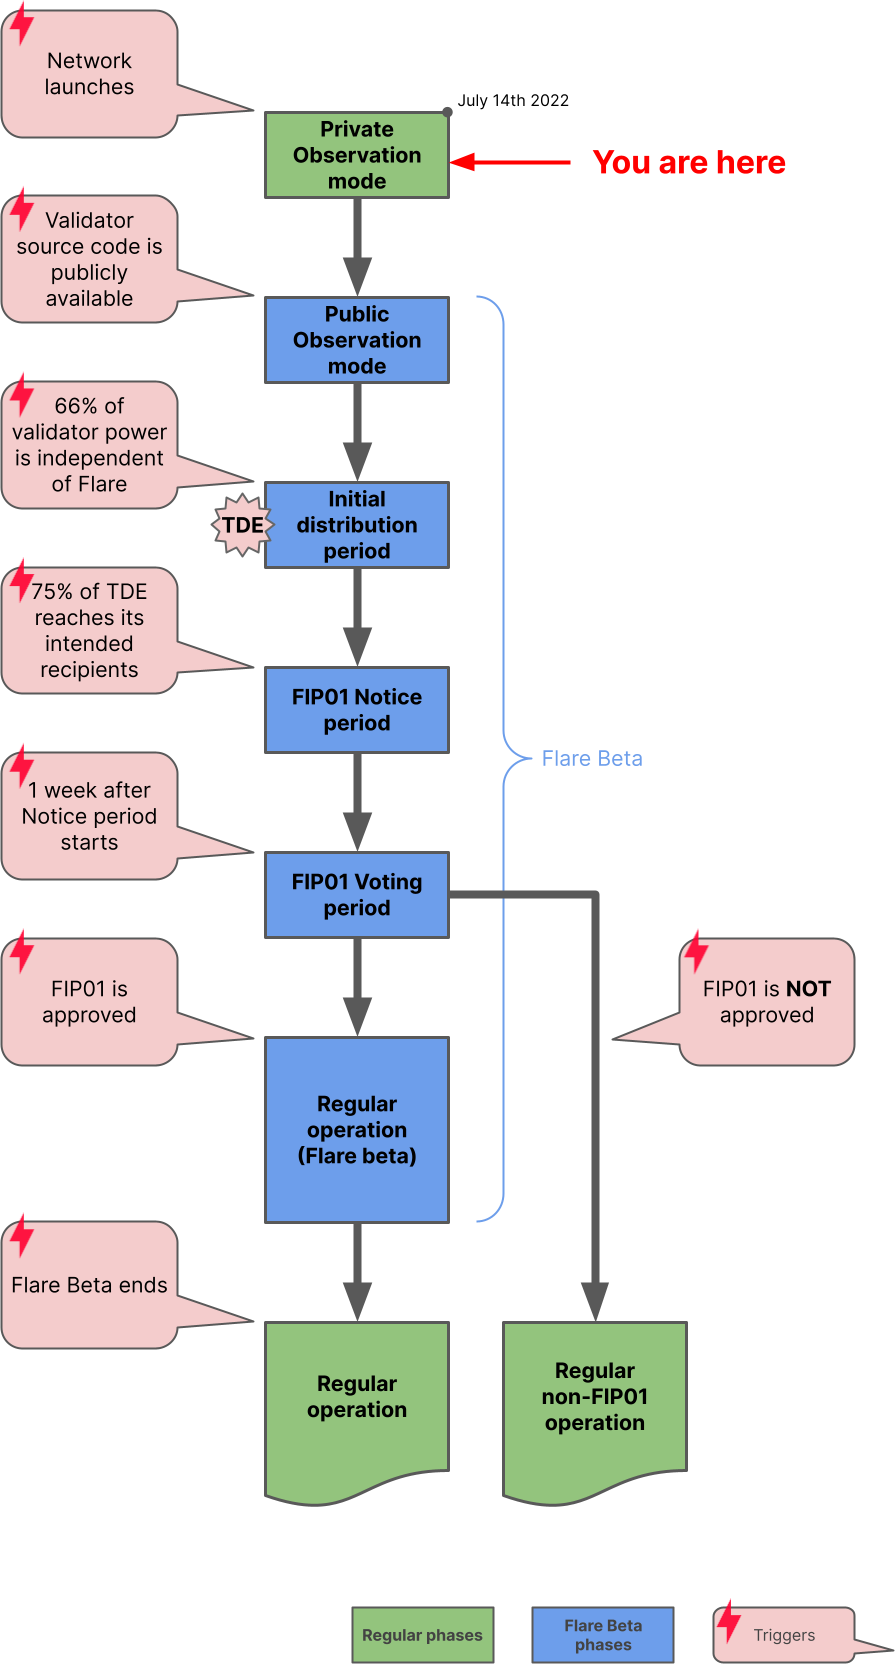 Network
launches
July 14th 2022
Private
Observation
mode
You are here
Validator
source code is
publicly
available
Public
Observation
mode
66% of
validator power
is independent
of Flare
TDE
Initial
distribution
period
75% of TDE
reaches its
intended
recipients
FIP01 Notice
period
Flare Beta
1 week after
Notice period
starts
FIP01 Voting
period
FIP01 is
approved
FIP01 is NOT
approved
Regular
operation
(Flare beta)
Flare Beta ends
Regular
operation
Regular
non-FIP01
operation
Regular phases
Flare Beta
phases
Triggers